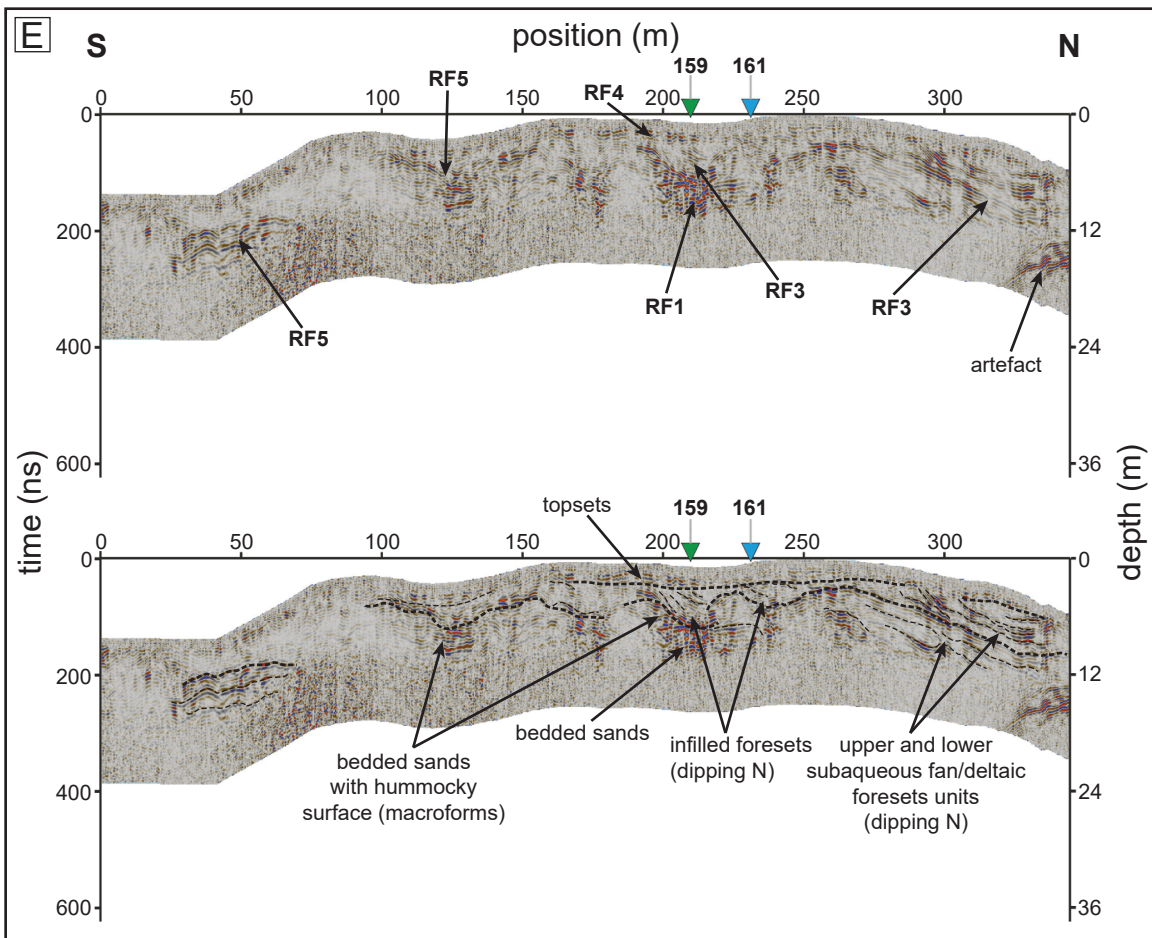 E
S
position (m)
N
159
161
RF5
RF4
0
50
100
150
200
250
300
0
200
400
600
0
12
24
36
RF5
RF1
RF3
RF3
artefact
time (ns)
depth (m)
topsets
159
161
0
50
100
150
200
250
300
0
200
400
600
0
12
24
36
bedded sands
with hummocky
surface (macroforms)
bedded sands
infilled foresets
(dipping N)
upper and lower
subaqueous fan/deltaic
foresets units
(dipping N)